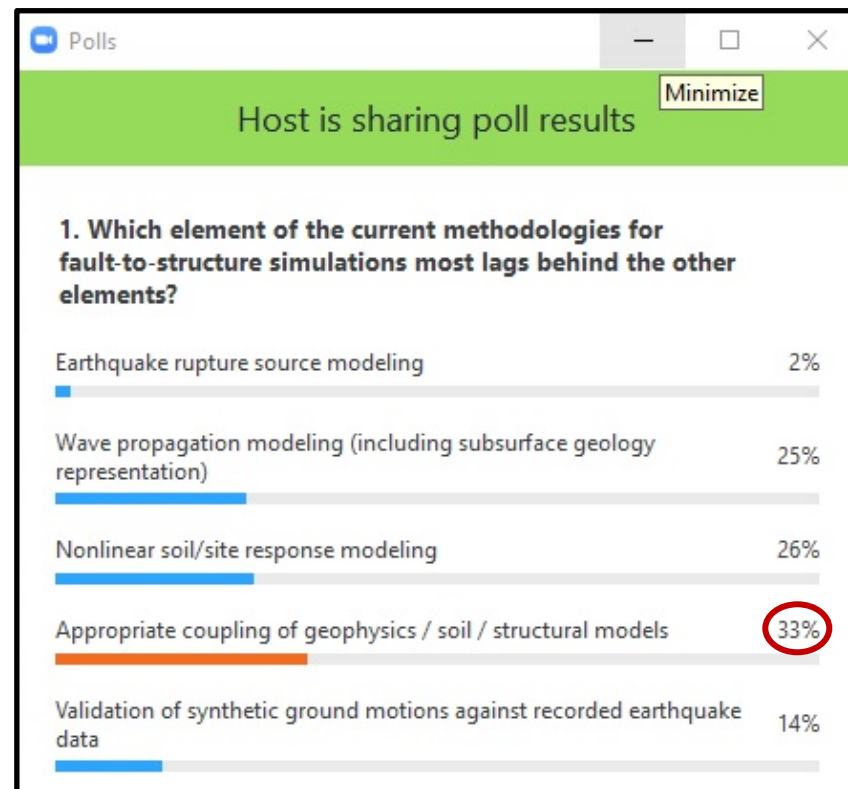 Polls
Minimize
Host is sharing poll results
1. Which element of the current methodologies for
fault-to-structure simulations most lags behind the other
elements?
Earthquake rupture source modeling 2%
Wave propagation modeling (including subsurface geology
representation) 25%
Nonlinear soil/site response modeling 26%
Appropriate coupling of geophysics / soil / structural models 33%
Validation of synthetic ground motions against recorded earthquake
data 14%